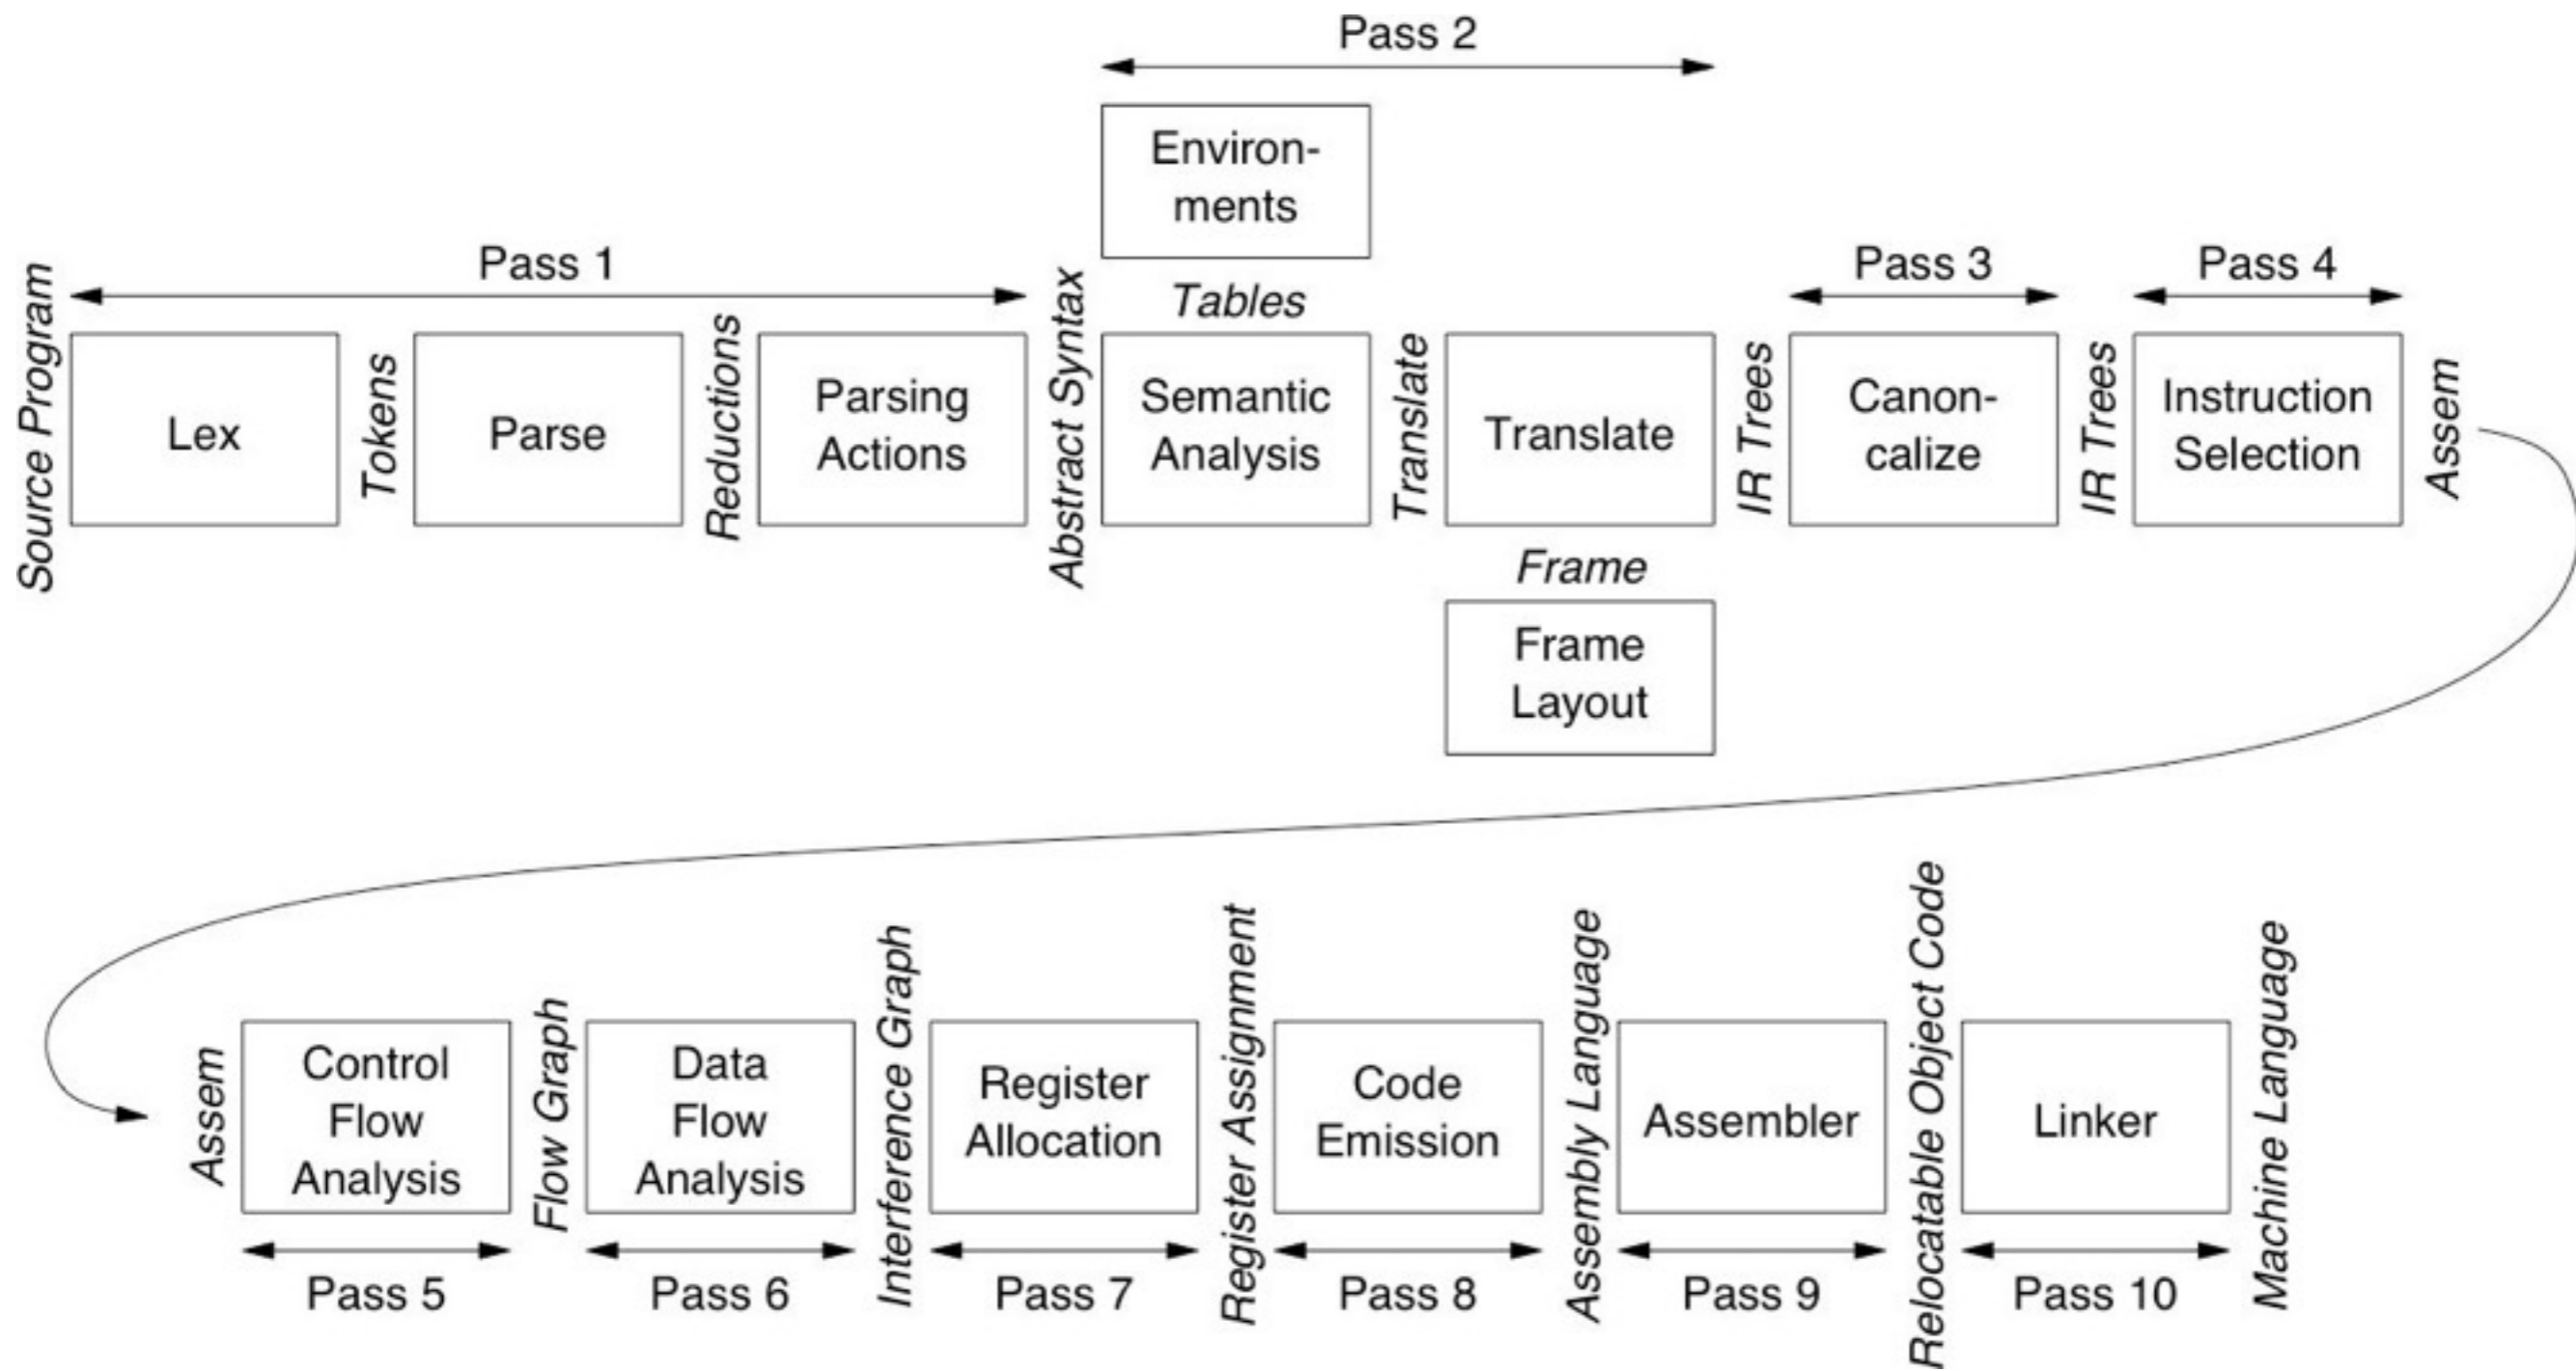 Pass 2
Environ-
ments
Pass 1
Pass 3
Pass 4
Tables
Source Program
Lex
Tokens
Parse
Reductions
Parsing
Actions
Abstract Syntax
Semantic
Analysis
Translate
Translate
IR Trees
Canon-
calize
IR Trees
Instruction
Selection
Assem
Frame
Frame
Layout
Assem
Control
Flow
Analysis
Flow Graph
Data
Flow
Analysis
Interference Graph
Register
Allocation
Register Assignment
Code
Emission
Assembly Language
Assembler
Relocatable Object Code
Linker
Machine Language
Pass 5
Pass 6
Pass 7
Pass 8
Pass 9
Pass 10